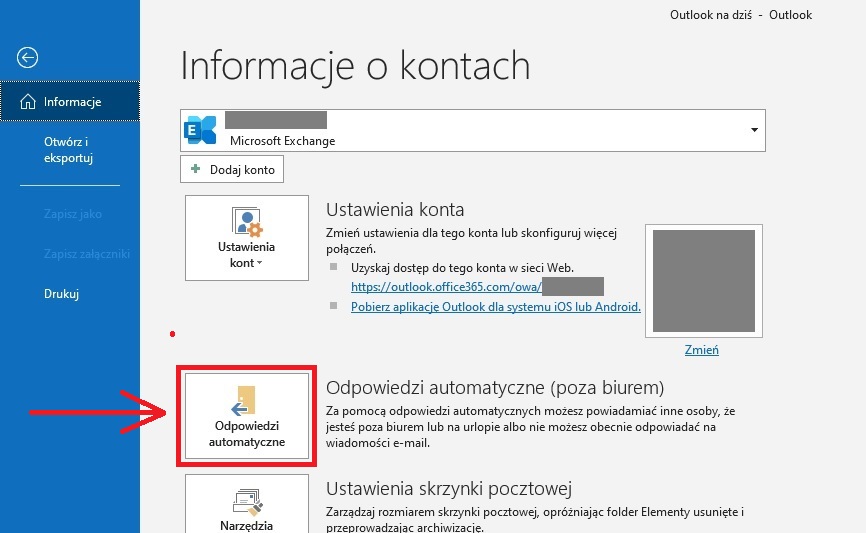 Outlook na dziś - Outlook
Informacje o kontach
Informacje
Otwórz i
eksportuj
Zapisz jako
Zapisz załączniki
Drukuj
E
Microsoft Exchange
Dodaj konto
Ustawienia
kont
Ustawienia konta
Zmień ustawienia dla tego konta lub skonfiguruj więcej
połączeń.
Uzyskaj dostęp do tego konta w sieci Web.
https://outlook.office365.com/owa/
Pobierz aplikację Outlook dla systemu iOS lub Android.
Zmień
Odpowiedzi
automatyczne
Odpowiedzi automatyczne (poza biurem)
Za pomocą odpowiedzi automatycznych możesz powiadamiać inne osoby, że
jesteś poza biurem lub na urlopie albo nie możesz obecnie odpowiadać na
wiadomości e-mail.
Narzędzia
Ustawienia skrzynki pocztowej
Zarządzaj rozmiarem skrzynki pocztowej, opróżniając folder Elementy usunięte i
przeprowadzając archiwizację.